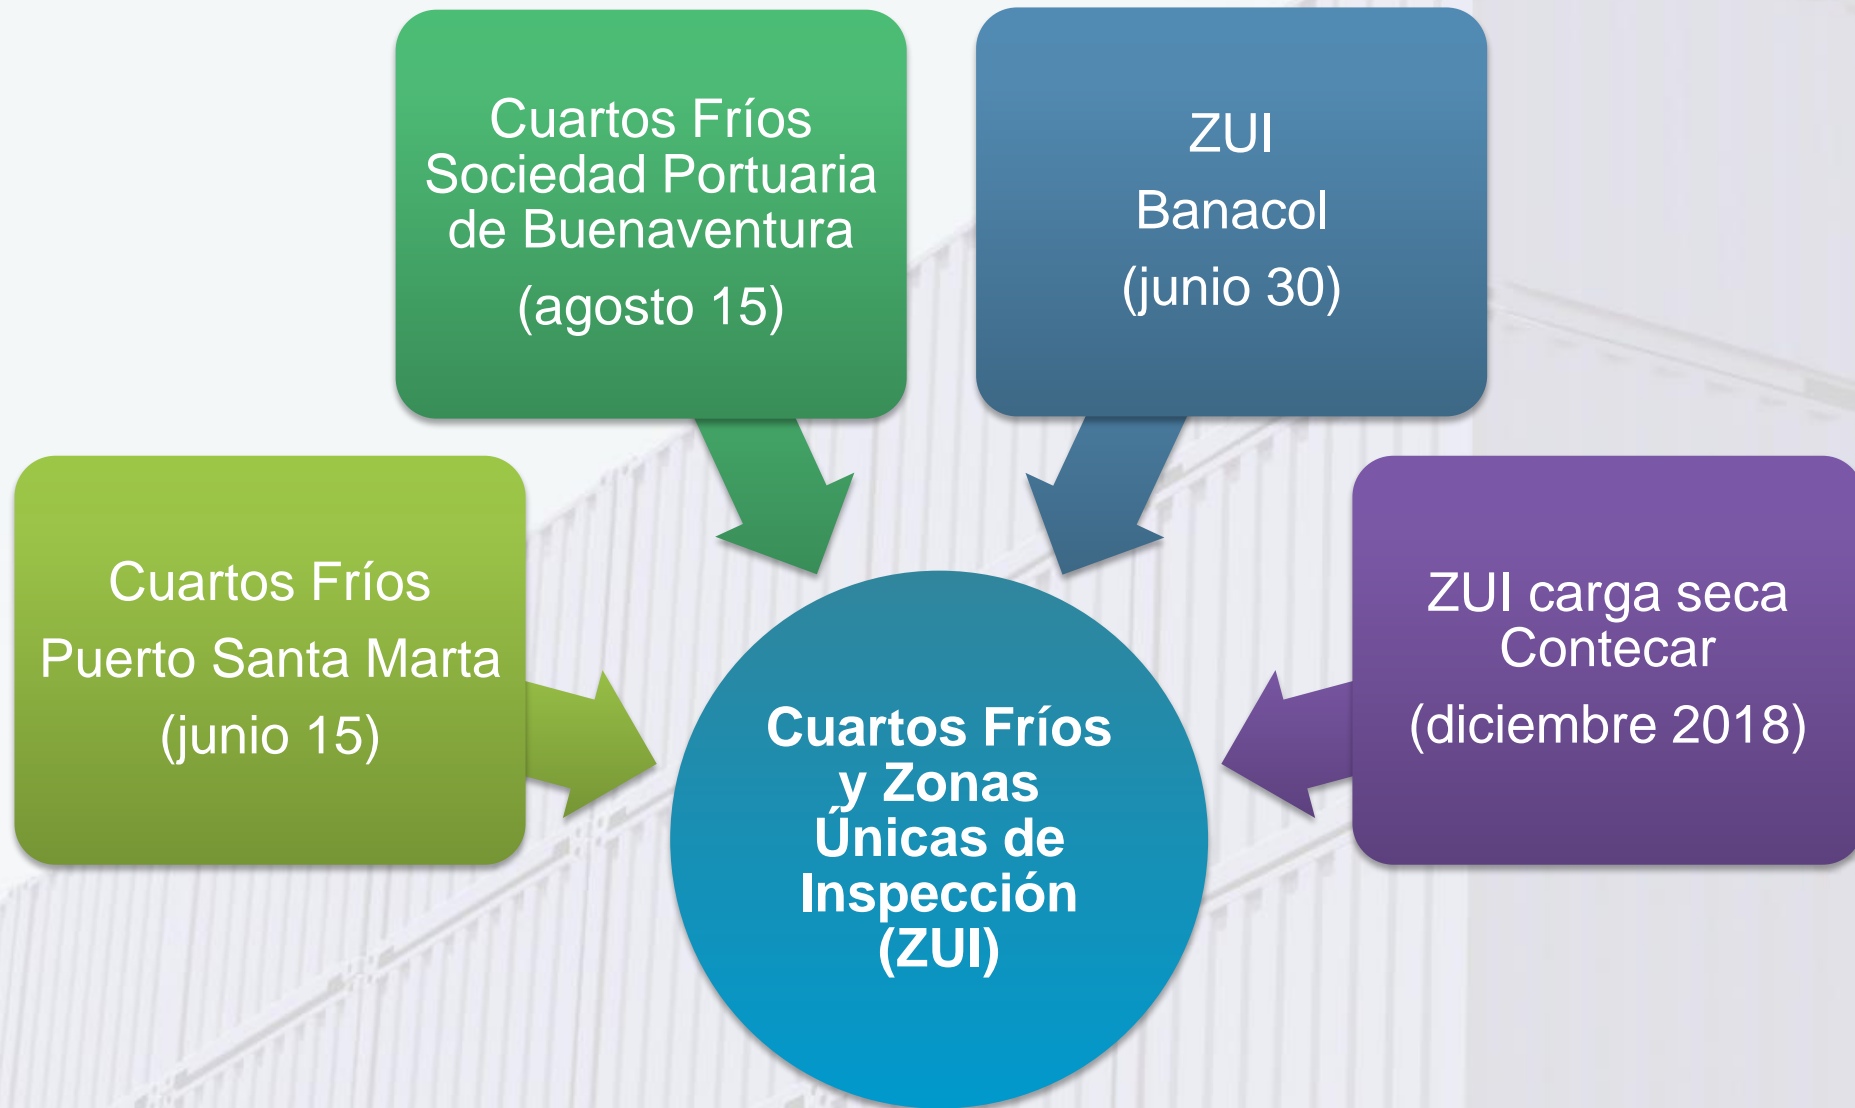 Cuartos Fríos
Sociedad Portuaria
de Buenaventura
(agosto 15)
ZUI
Banacol
(junio 30)
Cuartos Fríos
Puerto Santa Marta
(junio 15)
ZUI carga seca
Contecar
(diciembre 2018)
Cuartos Fríos
y Zonas
Únicas de
Inspección
(ZUI)